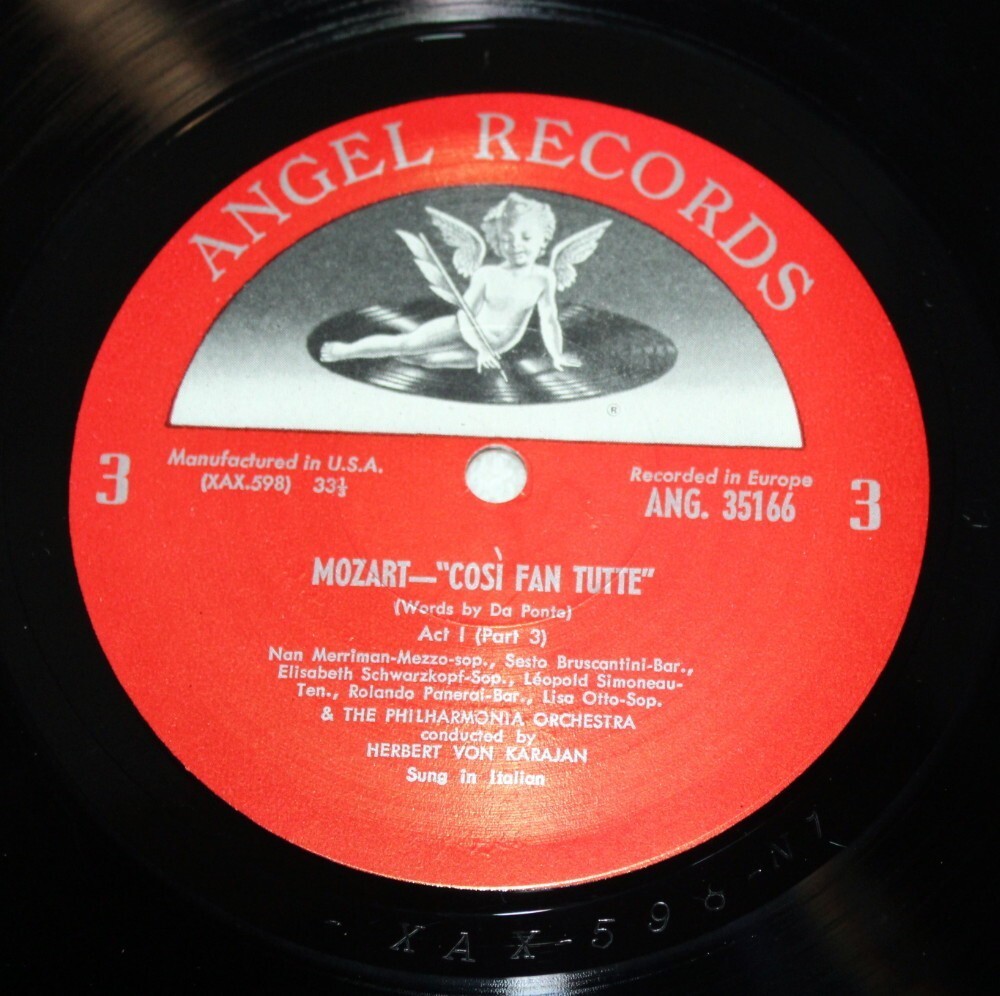 ANGEL RECORDS
®
3
Manufactured in U.S.A.
(XAX.598) 33⅓
Recorded in Europe
ANG. 35166
3
MOZART—"COSÌ FAN TUTTE"
(Words by Da Ponte)
Act I (Part 3)
Nan Merriman-Mezzo-sop., Sesto Bruscantini-Bar.,
Elisabeth Schwarzkopf-Sop., Léopold Simoneau-
Ten., Rolando Panerai-Bar., Lisa Otto-Sop.
& THE PHILHARMONIA ORCHESTRA
conducted by
HERBERT VON KARAJAN
Sung in Italian
XAX-598-N1